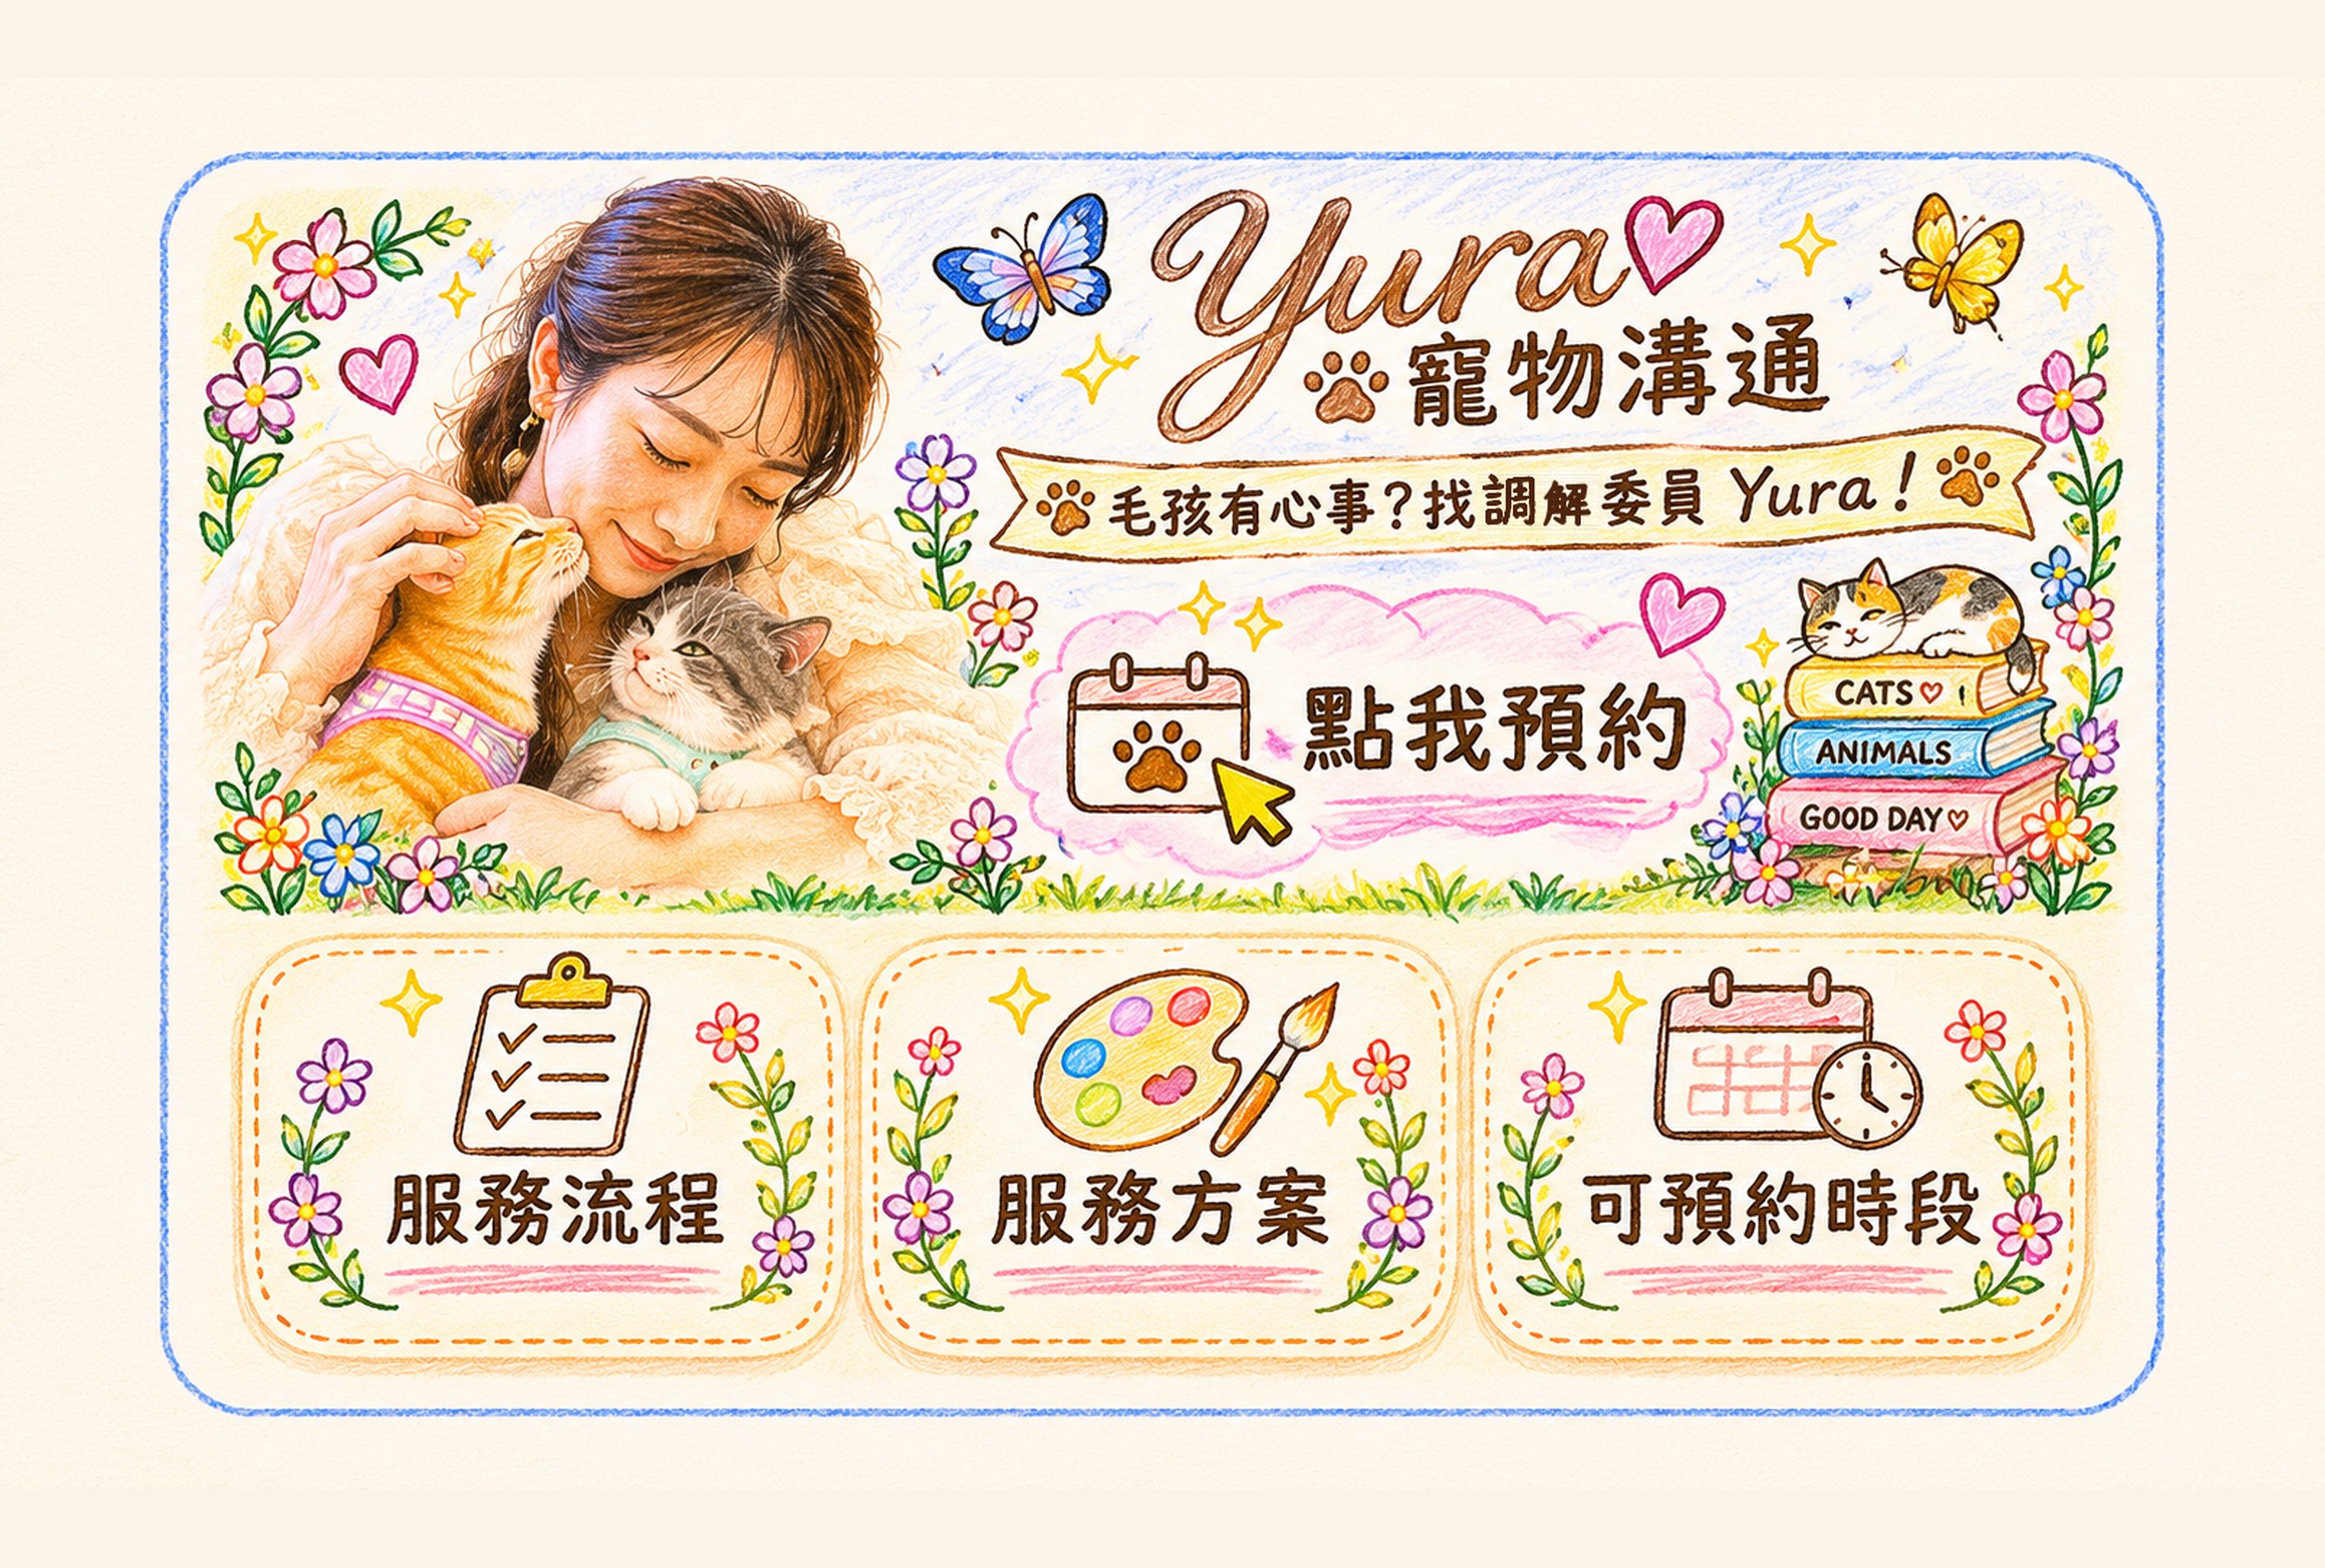 Yura
寵物溝通
毛孩有心事？找調解委員 Yura！
點我預約
CATS♡
ANIMALS
GOOD DAY♡
服務流程
服務方案
可預約時段